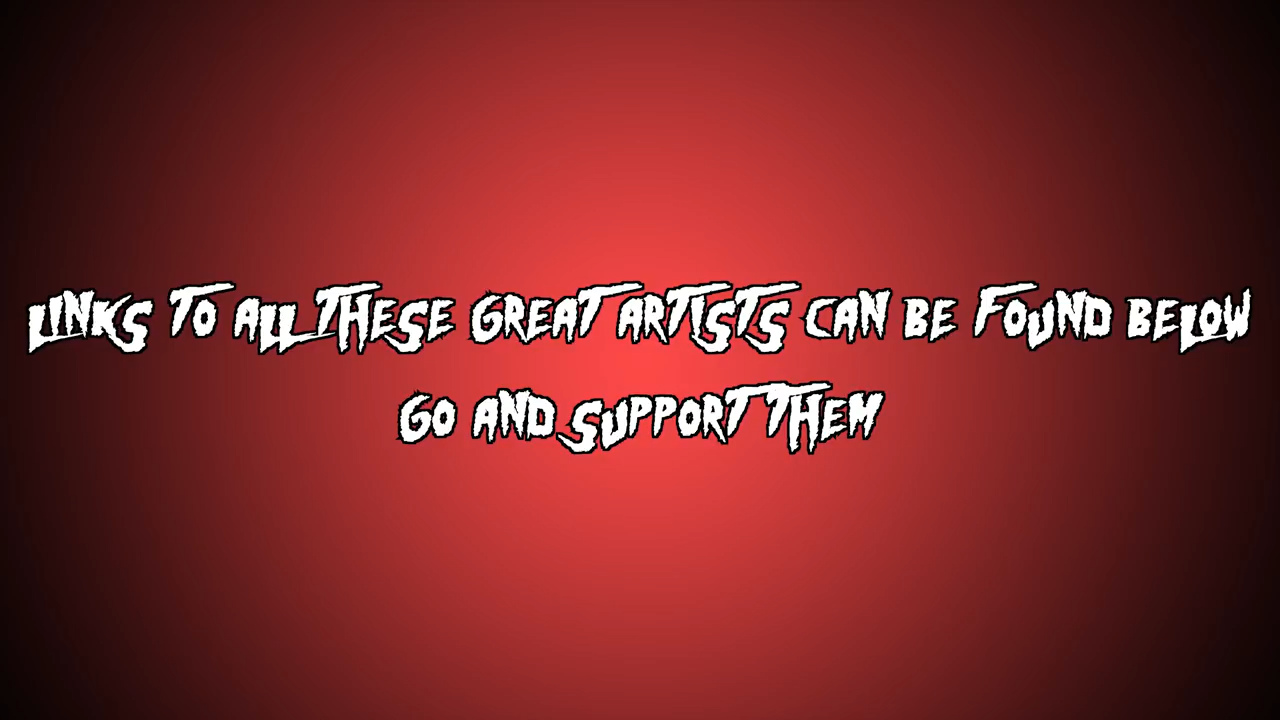 LINKS TO ALL THESE GREAT ARTISTS CAN BE FOUND BELOW
GO AND SUPPORT THEM